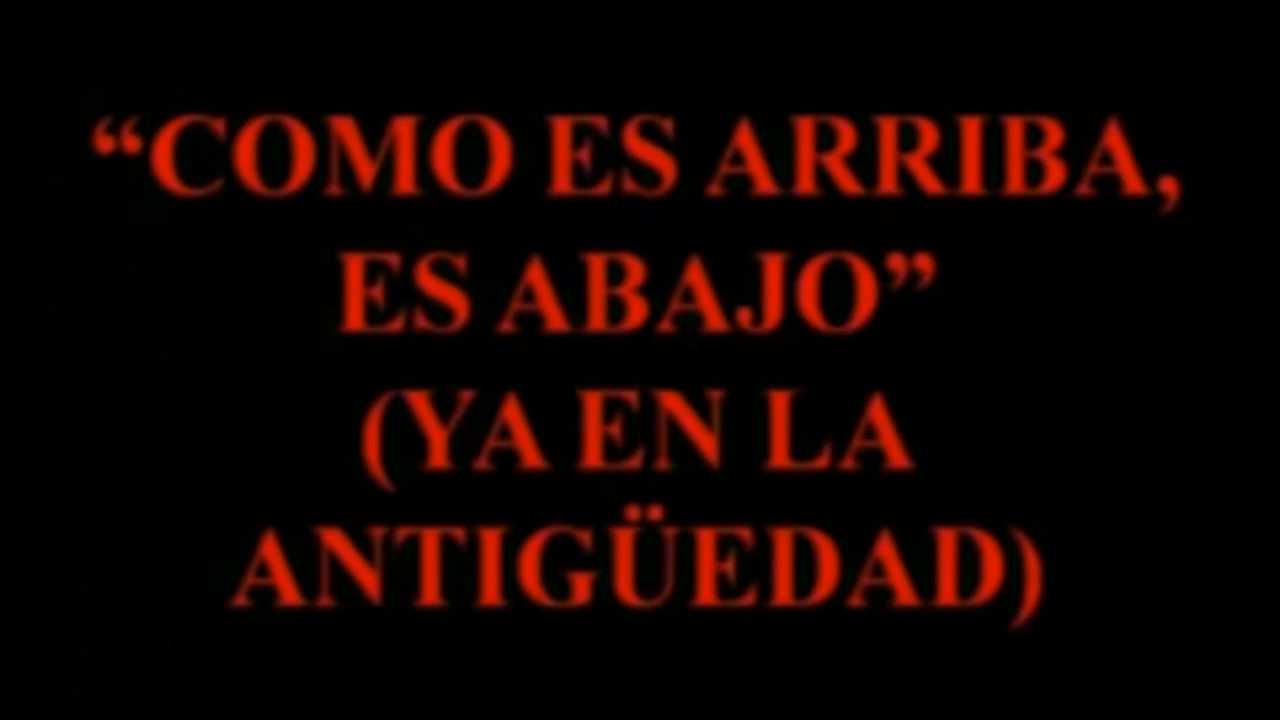 “COMO ES ARRIBA,
ES ABAJO”
(YA EN LA
ANTIGÜEDAD)